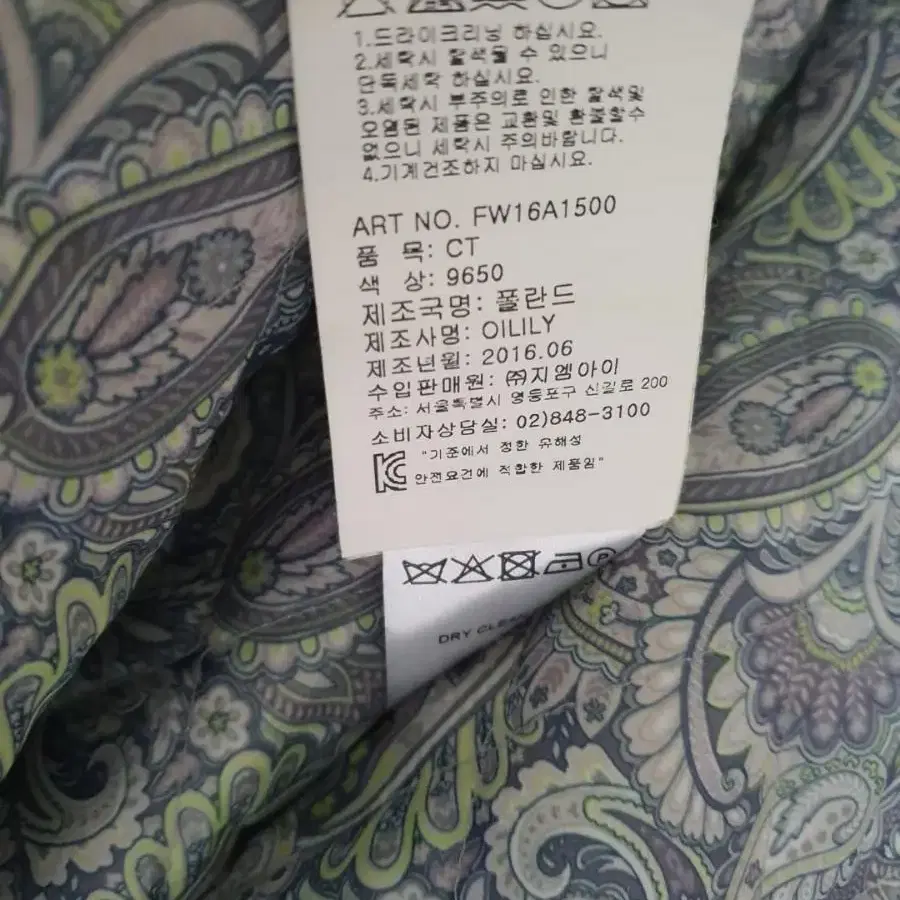 1.드라이크리닝 하십시요.
2.세탁시 탈색될 수 있으니
단독세탁 하십시요.
3.세탁시 부주의로 인한 탈색및
오염된 제품은 교환및 환불할수
없으니 세탁시 주의바랍니다.
4.기계건조하지 마십시요.
ART NO. FW16A1500
품 목: CT
색 상: 9650
제조국명: 폴란드
제조사명: OILILY
제조년월: 2016.06
수입판매원: ㈜지엠아이
주소: 서울특별시 영등포구 신길로 200
소비자상담실: 02)848-3100
"기준에서 정한 유해성
안전요건에 적합한 제품임"
DRY CLEAN